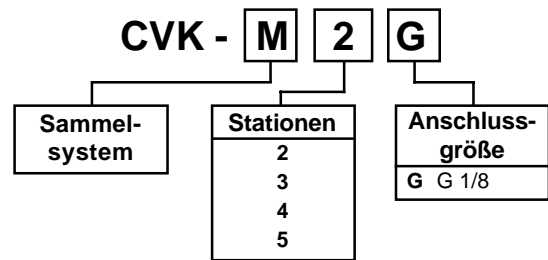 CVK - M 2 G
Sammel-
system
Stationen
2
3
4
5
Anschluss-
größe
G G 1/8